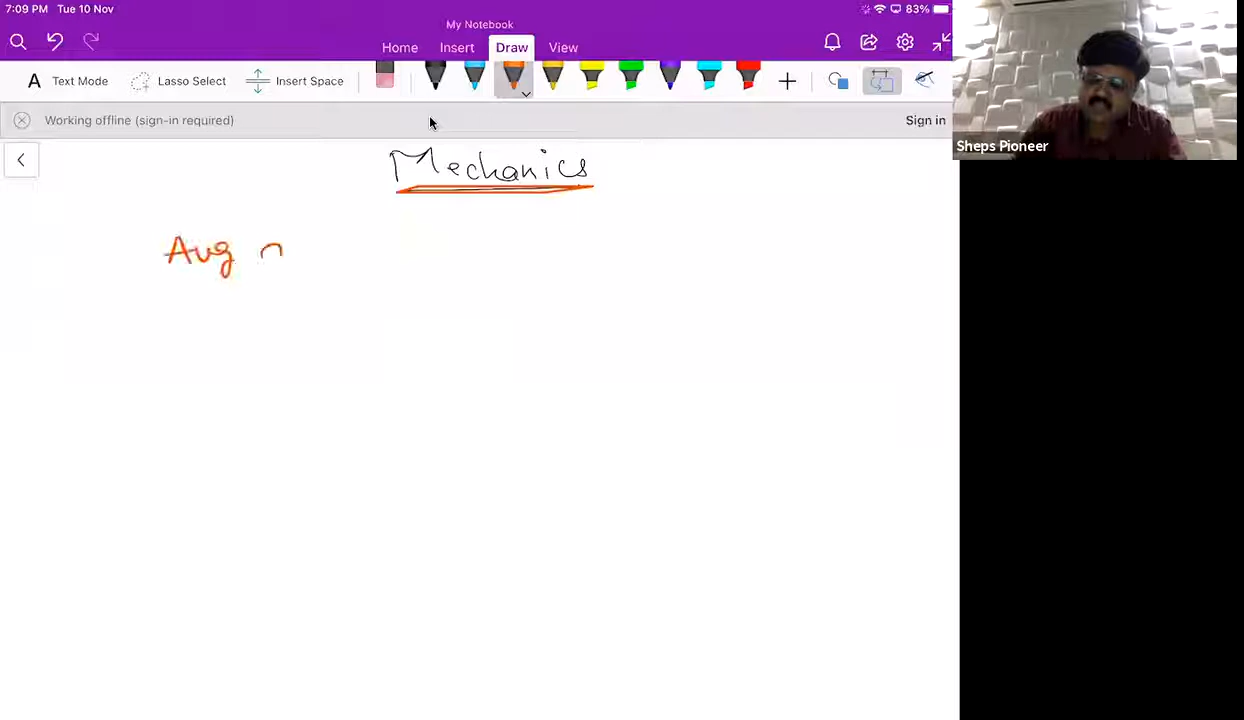 7:09 PM Tue 10 Nov
83%
My Notebook
Home Insert Draw View
A Text Mode Lasso Select Insert Space
Working offline (sign-in required) Sign in
Sheps Pioneer
Mechanics
Aug